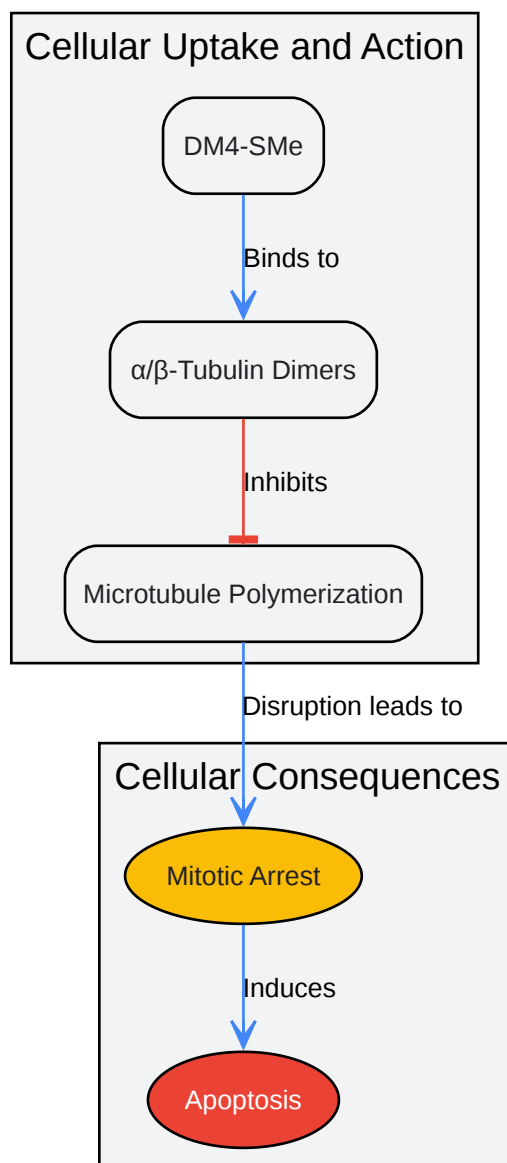 Cellular Uptake and Action
DM4-SMe
Binds to
α/β-Tubulin Dimers
Inhibits
Microtubule Polymerization
Disruption leads to
Cellular Consequences
Mitotic Arrest
Induces
Apoptosis